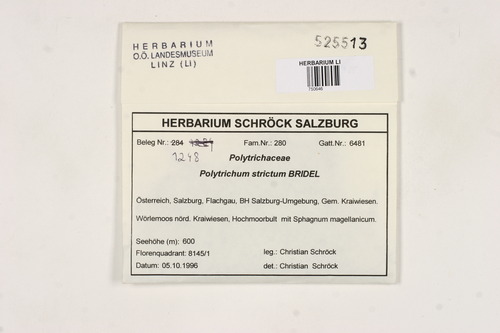 HERBARIUM
O.Ö. LANDESMUSEUM
LINZ (LI)
525513
HERBARIUM LI
HERBARIUM SCHRÖCK SALZBURG
Beleg Nr.: 284 Fam.Nr.: 280 Gatt.Nr.: 6481
1248
Polytrichaceae
Polytrichum strictum BRIDEL
Österreich, Salzburg, Flachgau, BH Salzburg-Umgebung, Gem. Kraiwiesen.
Wörlemoos nörd. Kraiwiesen, Hochmoorbult mit Sphagnum magellanicum.
Seehöhe (m): 600
Florenquadrant: 8145/1 leg.: Christian Schröck
Datum: 05.10.1996 det.: Christian Schröck